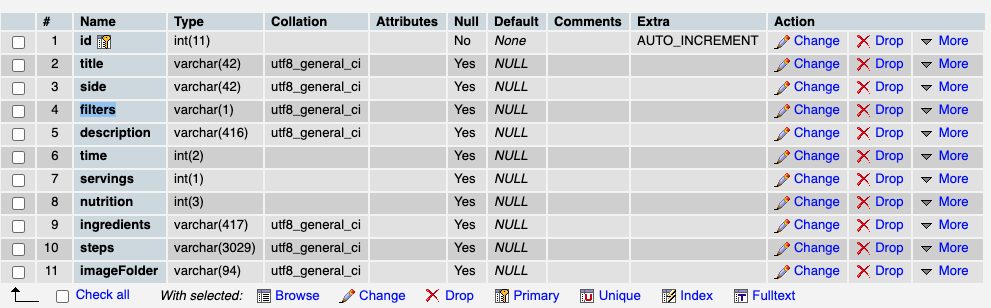 # Name Type Collation Attributes Null Default Comments Extra Action
1 id int(11) No None AUTO_INCREMENT Change Drop More
2 title varchar(42) utf8_general_ci Yes NULL Change Drop More
3 side varchar(42) utf8_general_ci Yes NULL Change Drop More
4 filters varchar(1) utf8_general_ci Yes NULL Change Drop More
5 description varchar(416) utf8_general_ci Yes NULL Change Drop More
6 time int(2) Yes NULL Change Drop More
7 servings int(1) Yes NULL Change Drop More
8 nutrition int(3) Yes NULL Change Drop More
9 ingredients varchar(417) utf8_general_ci Yes NULL Change Drop More
10 steps varchar(3029) utf8_general_ci Yes NULL Change Drop More
11 imageFolder varchar(94) utf8_general_ci Yes NULL Change Drop More
Check all With selected: Browse Change Drop Primary Unique Index Fulltext